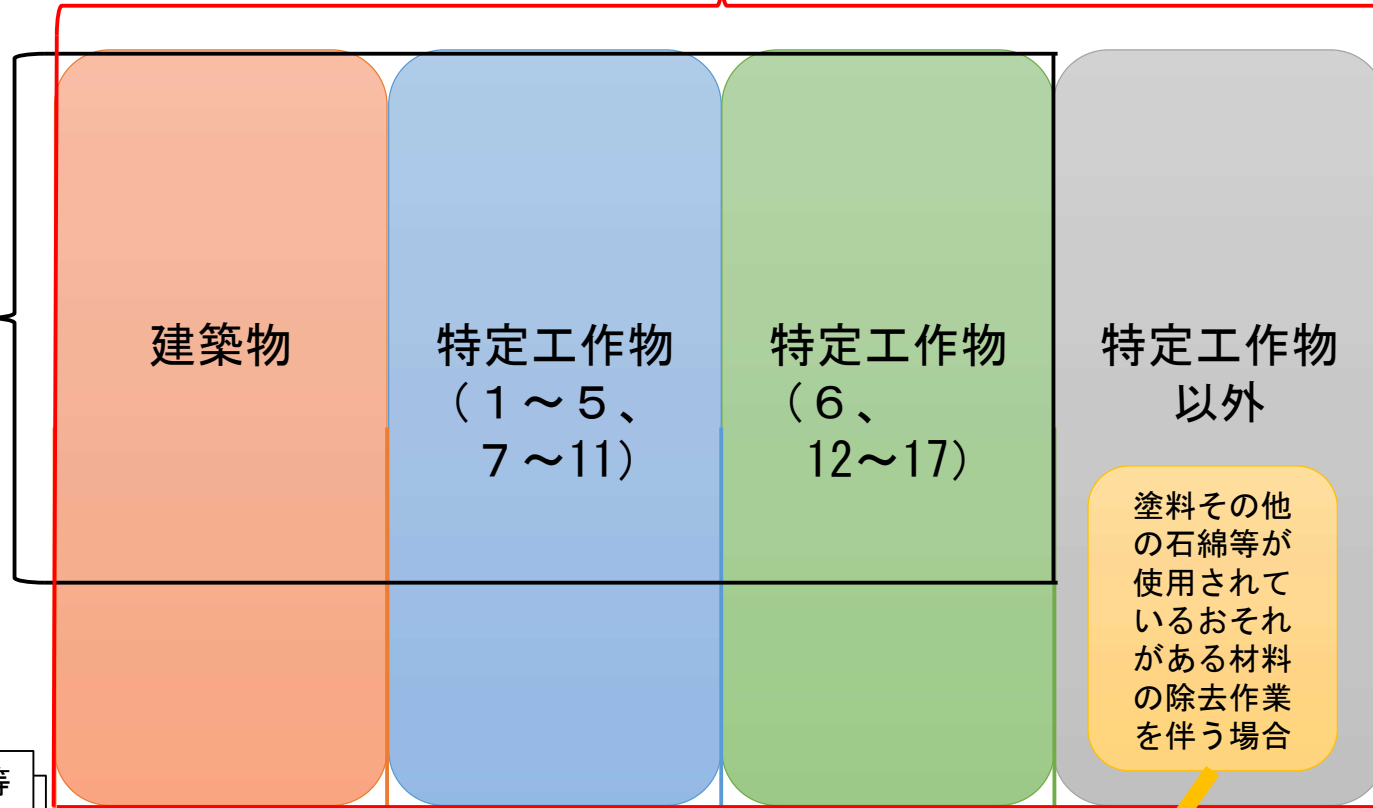 建築物
特定工作物
（１～５、
７～11）
特定工作物
（６、
12～17）
特定工作物
以外
塗料その他
の石綿等が
使用されて
いるおそれ
がある材料
の除去作業
を伴う場合
等